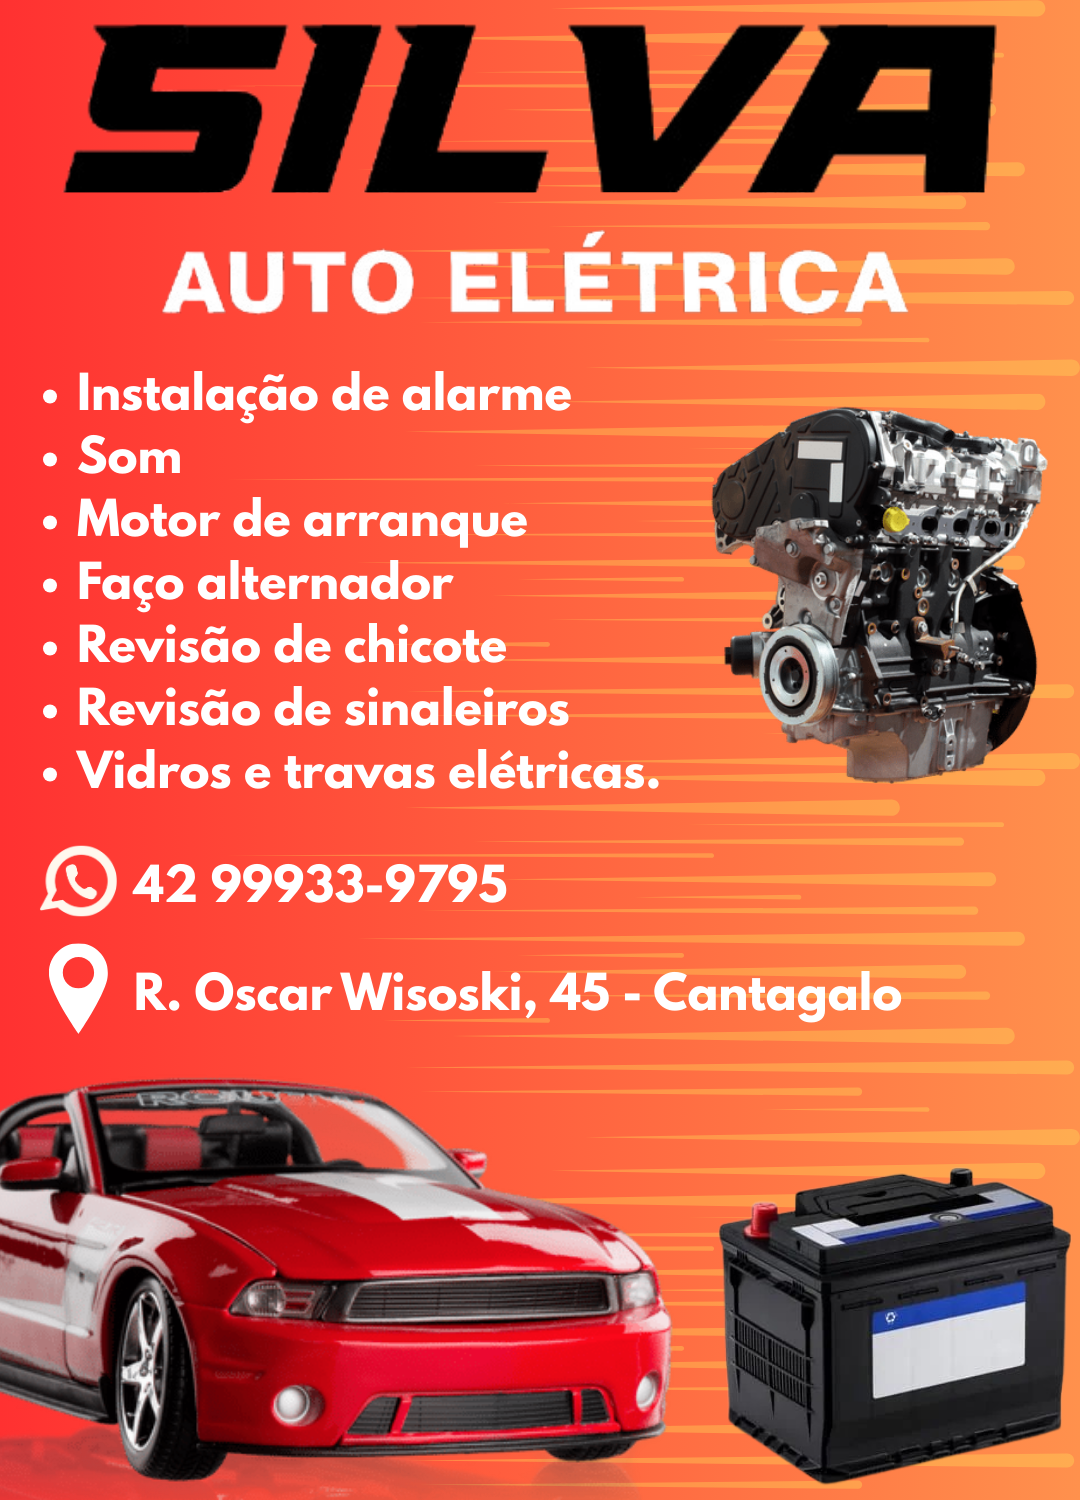 SILVA
AUTO ELÉTRICA
• Instalação de alarme
• Som
• Motor de arranque
• Faço alternador
• Revisão de chicote
• Revisão de sinaleiros
• Vidros e travas elétricas.
42 99933-9795
R. Oscar Wisoski, 45 - Cantagalo